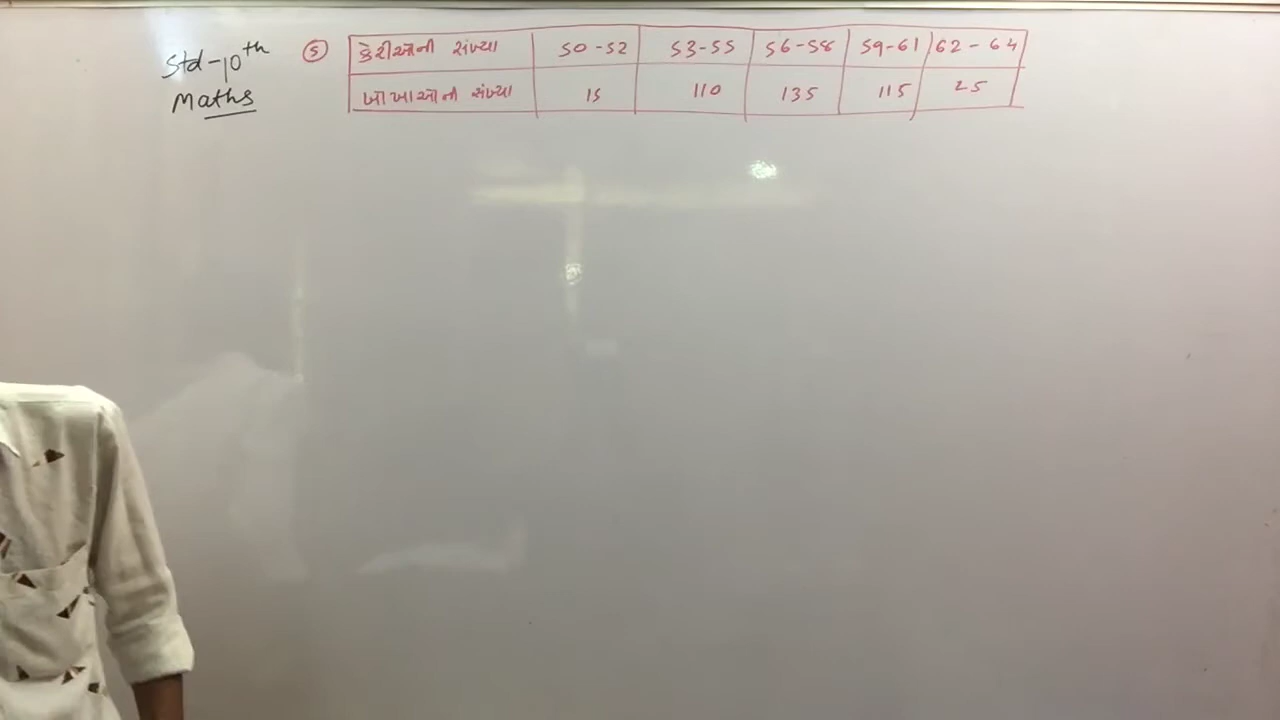 Std-10th
Maths
⑤ કેરીઓની સંખ્યા 50-52 53-55 56-58 59-61 62-64
ખોખાઓની સંખ્યા 15 110 135 115 25